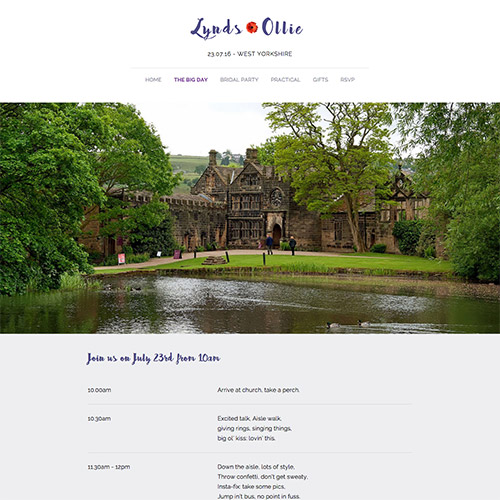 Lynds Ollie
23.07.16 - WEST YORKSHIRE
HOME THE BIG DAY BRIDAL PARTY PRACTICAL GIFTS RSVP
Join us on July 23rd from 10am
10.00am Arrive at church, take a perch.
10.30am Excited talk, Aisle walk,
giving rings, singing things,
big ol' kiss: lovin' this.
11.30am - 12pm Down the aisle, lots of style,
Throw confetti, don't get sweaty,
Insta-fix: take some pics,
Jump in't bus, no point in fuss.